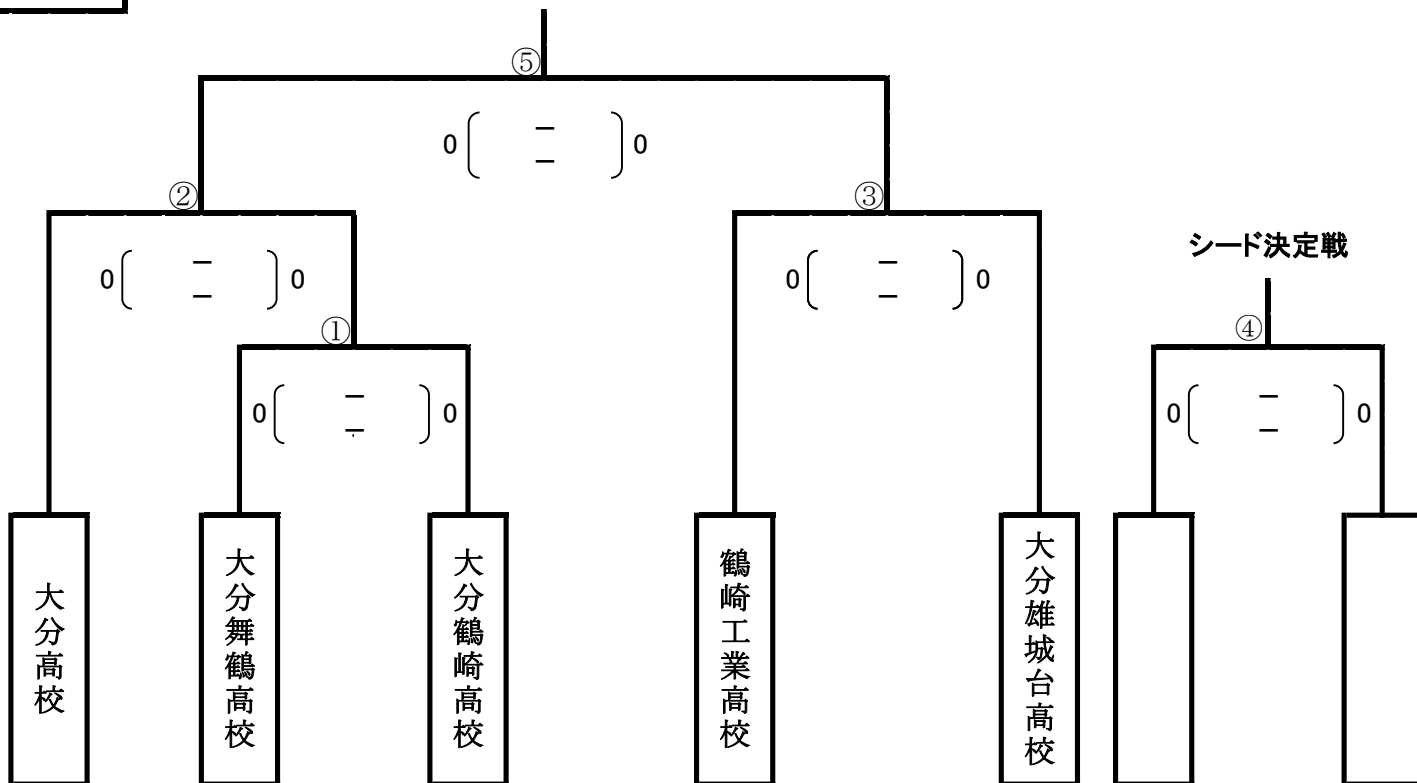 ⑤
0 ( － － ) 0
② ③
0 ( － － ) 0
0 ( － － ) 0
シード決定戦
① ④
0 ( － － ) 0
0 ( － － ) 0
大分高校
大分舞鶴高校
大分鶴崎高校
鶴崎工業高校
大分雄城台高校